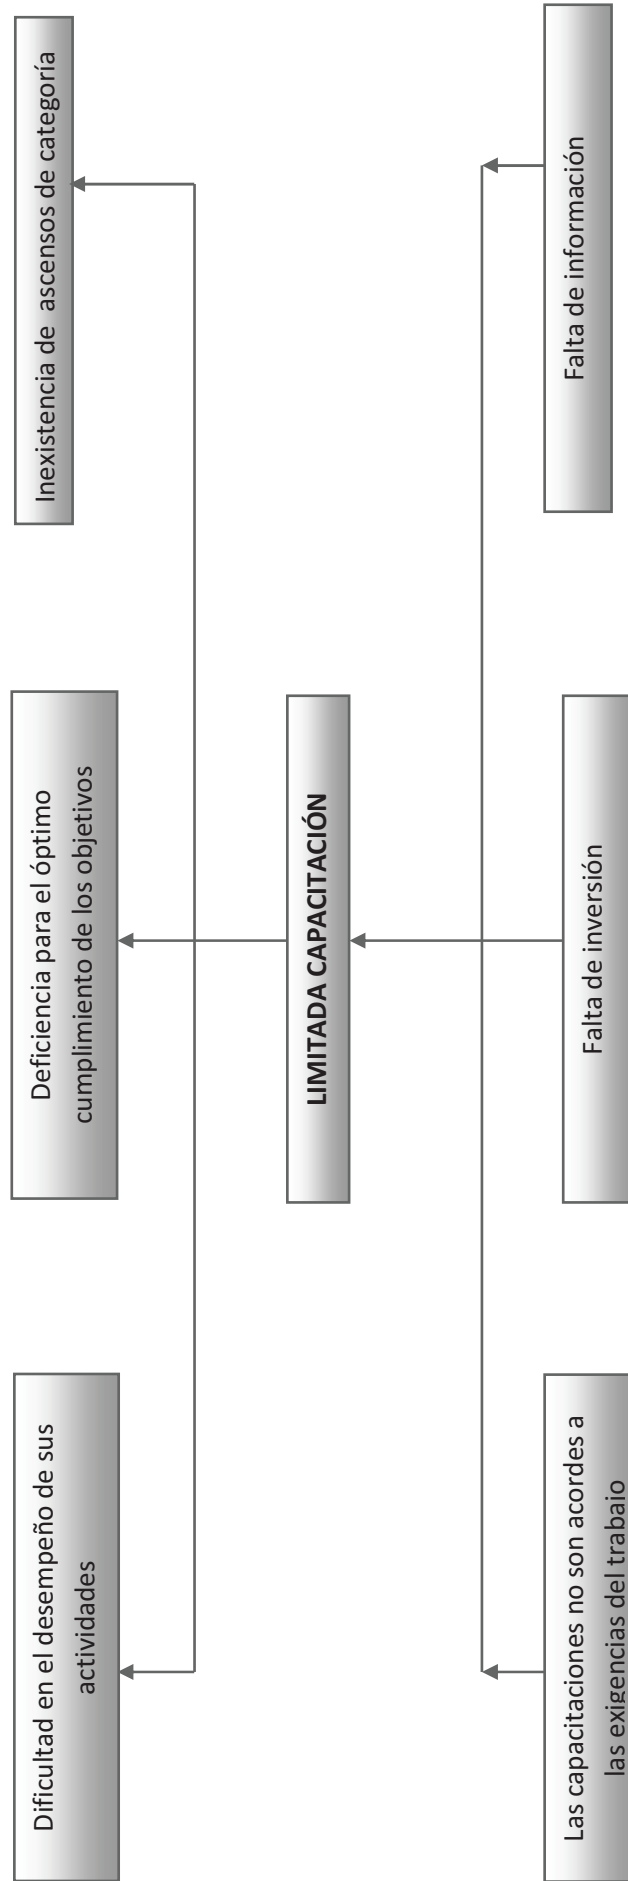 Dificultad en el desempeño de sus
actividades
Deficiencia para el óptimo
cumplimiento de los objetivos
Inexistencia de ascensos de categoría
LIMITADA CAPACITACIÓN
Las capacitaciones no son acordes a
las exigencias del trabajo
Falta de inversión
Falta de información